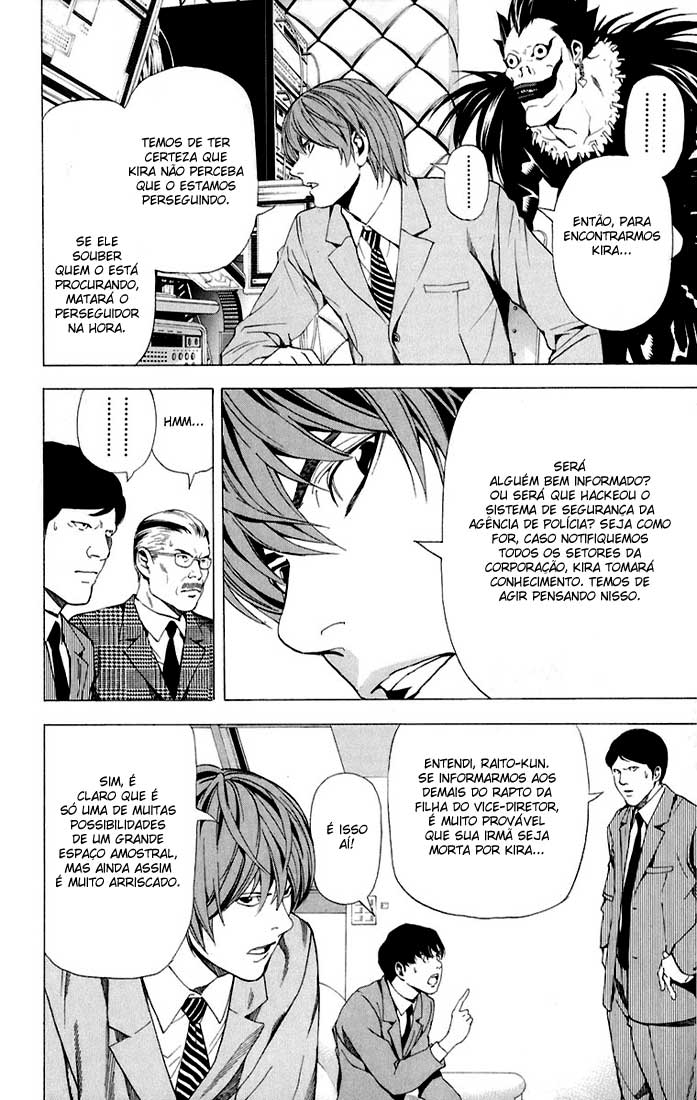 ENTÃO, PARA
ENCONTRARMOS
KIRA...
TEMOS DE TER
CERTEZA QUE
KIRA NÃO PERCEBA
QUE O ESTAMOS
PERSEGUINDO.
SE ELE
SOUBER
QUEM O ESTÁ
PROCURANDO,
MATARÁ O
PERSEGUIDOR
NA HORA.
SERÁ
ALGUÉM BEM INFORMADO?
OU SERÁ QUE HACKEOU O
SISTEMA DE SEGURANÇA DA
AGÊNCIA DE POLÍCIA? SEJA COMO
FOR, CASO NOTIFIQUEMOS
TODOS OS SETORES DA
CORPORAÇÃO, KIRA TOMARÁ
CONHECIMENTO. TEMOS DE
AGIR PENSANDO NISSO.
HMM...
ENTENDI, RAITO-KUN.
SE INFORMARMOS AOS
DEMAIS DO RAPTO DA
FILHA DO VICE-DIRETOR,
É MUITO PROVÁVEL
QUE SUA IRMÃ SEJA
MORTA POR KIRA...
É ISSO
AÍ!
SIM, É
CLARO QUE É
SÓ UMA DE MUITAS
POSSIBILIDADES
DE UM GRANDE
ESPAÇO AMOSTRAL,
MAS AINDA ASSIM
É MUITO ARRISCADO.